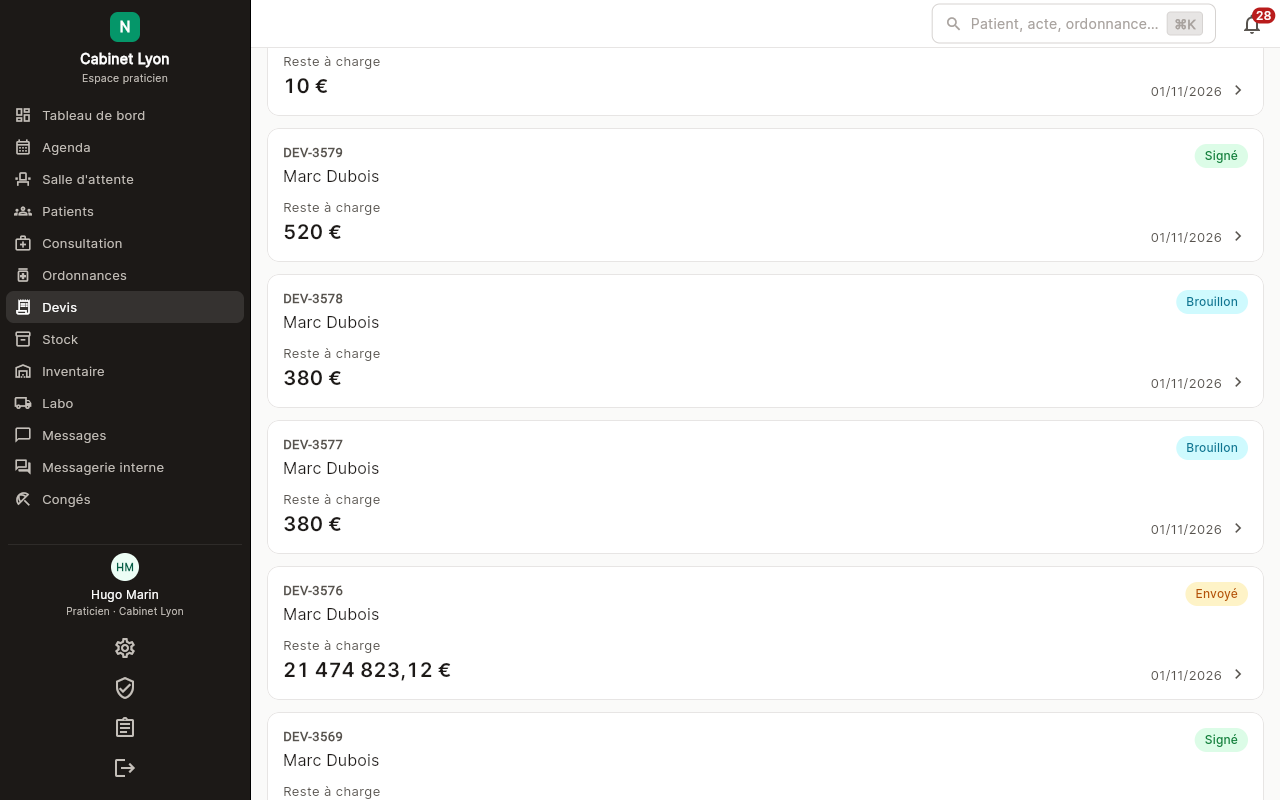 N
Cabinet Lyon
Espace praticien
Tableau de bord
Agenda
Salle d'attente
Patients
Consultation
Ordonnances
Devis
Stock
Inventaire
Labo
Messages
Messagerie interne
Congés
HM
Hugo Marin
Praticien · Cabinet Lyon
Patient, acte, ordonnance... ⌘K
28
Reste à charge
10 €
01/11/2026
DEV-3579
Signé
Marc Dubois
Reste à charge
520 €
01/11/2026
DEV-3578
Brouillon
Marc Dubois
Reste à charge
380 €
01/11/2026
DEV-3577
Brouillon
Marc Dubois
Reste à charge
380 €
01/11/2026
DEV-3576
Envoyé
Marc Dubois
Reste à charge
21 474 823,12 €
01/11/2026
DEV-3569
Signé
Marc Dubois
Reste à charge